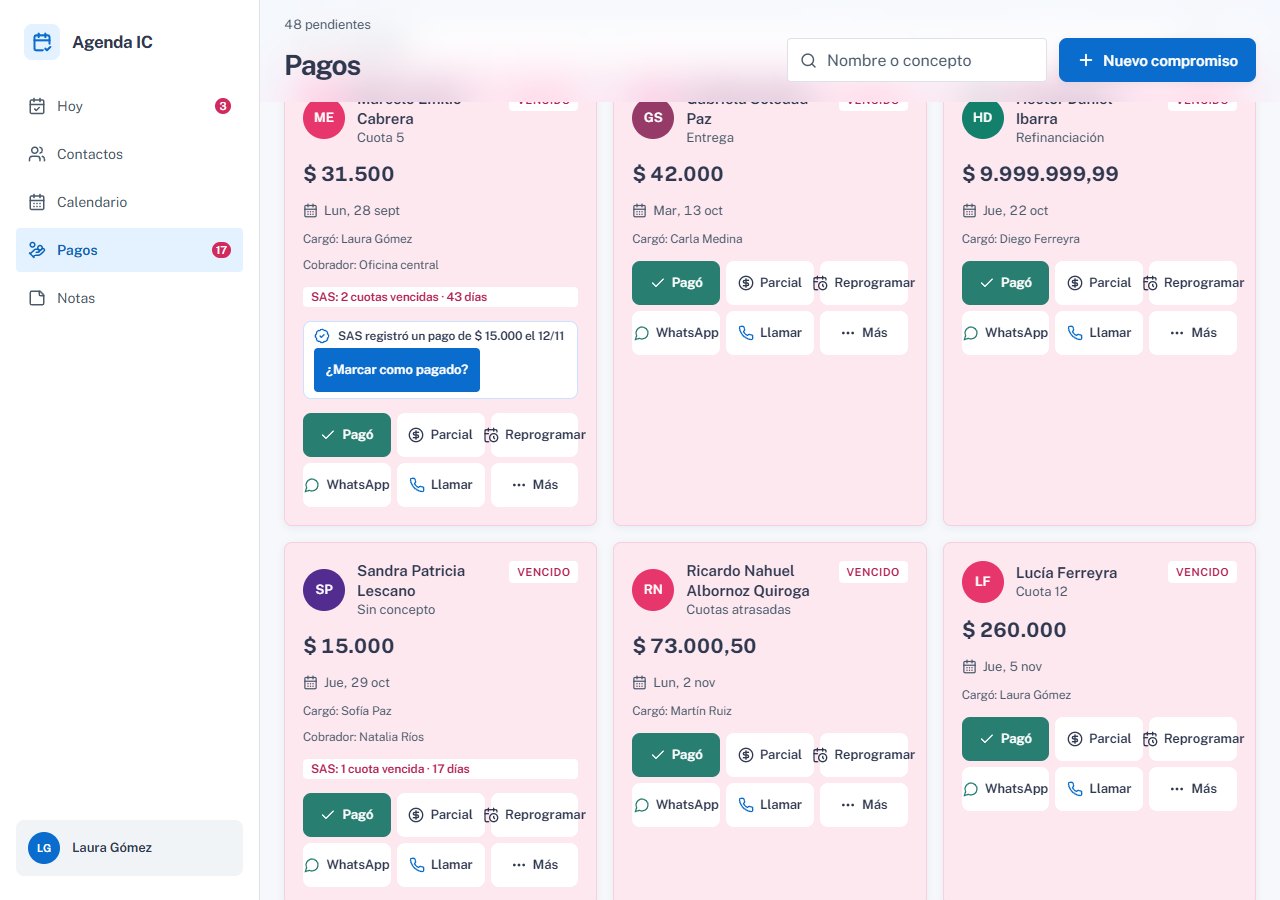 Agenda IC
Hoy
3
Contactos
Calendario
Pagos
17
Notas
LG
Laura Gómez
48 pendientes
Pagos
Nombre o concepto
Nuevo compromiso
ME
Cabrera
Cuota 5
$ 31.500
Lun, 28 sept
Cargó: Laura Gómez
Cobrador: Oficina central
SAS: 2 cuotas vencidas · 43 días
SAS registró un pago de $ 15.000 el 12/11
¿Marcar como pagado?
Pagó
Parcial
Reprogramar
WhatsApp
Llamar
Más
GS
Paz
Entrega
$ 42.000
Mar, 13 oct
Cargó: Carla Medina
Pagó
Parcial
Reprogramar
WhatsApp
Llamar
Más
HD
Ibarra
Refinanciación
$ 9.999.999,99
Jue, 22 oct
Cargó: Diego Ferreyra
Pagó
Parcial
Reprogramar
WhatsApp
Llamar
Más
SP
Sandra Patricia
Lescano
Sin concepto
VENCIDO
$ 15.000
Jue, 29 oct
Cargó: Sofía Paz
Cobrador: Natalia Ríos
SAS: 1 cuota vencida · 17 días
Pagó
Parcial
Reprogramar
WhatsApp
Llamar
Más
RN
Ricardo Nahuel
Albornoz Quiroga
Cuotas atrasadas
VENCIDO
$ 73.000,50
Lun, 2 nov
Cargó: Martín Ruiz
Pagó
Parcial
Reprogramar
WhatsApp
Llamar
Más
LF
Lucía Ferreyra
Cuota 12
VENCIDO
$ 260.000
Jue, 5 nov
Cargó: Laura Gómez
Pagó
Parcial
Reprogramar
WhatsApp
Llamar
Más